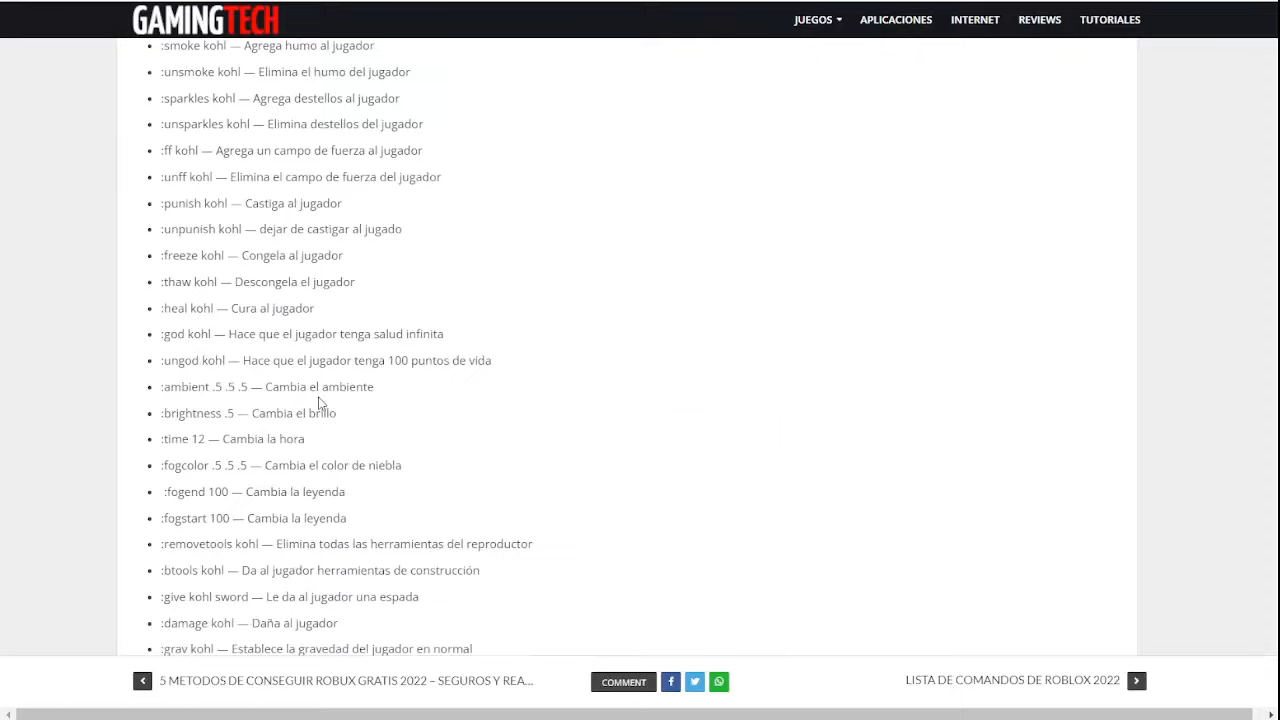 GAMINGTECH
JUEGOS APLICACIONES INTERNET REVIEWS TUTORIALES
:smoke kohl — Agrega humo al jugador
:unsmoke kohl — Elimina el humo del jugador
:sparkles kohl — Agrega destellos al jugador
:unsparkles kohl — Elimina destellos del jugador
:ff kohl — Agrega un campo de fuerza al jugador
:unff kohl — Elimina el campo de fuerza del jugador
:punish kohl — Castiga al jugador
:unpunish kohl — dejar de castigar al jugado
:freeze kohl — Congela al jugador
:thaw kohl — Descongela el jugador
:heal kohl — Cura al jugador
:god kohl — Hace que el jugador tenga salud infinita
:ungod kohl — Hace que el jugador tenga 100 puntos de vida
:ambient .5 .5 .5 — Cambia el ambiente
:brightness .5 — Cambia el brillo
:time 12 — Cambia la hora
:fogcolor .5 .5 .5 — Cambia el color de niebla
:fogend 100 — Cambia la leyenda
:fogstart 100 — Cambia la leyenda
:removetools kohl — Elimina todas las herramientas del reproductor
:btools kohl — Da al jugador herramientas de construcción
:give kohl sword — Le da al jugador una espada
:damage kohl — Daña al jugador
:grav kohl — Establece la gravedad del jugador en normal
5 METODOS DE CONSEGUIR ROBUX GRATIS 2022 – SEGUROS Y REA...
COMMENT
LISTA DE COMANDOS DE ROBLOX 2022